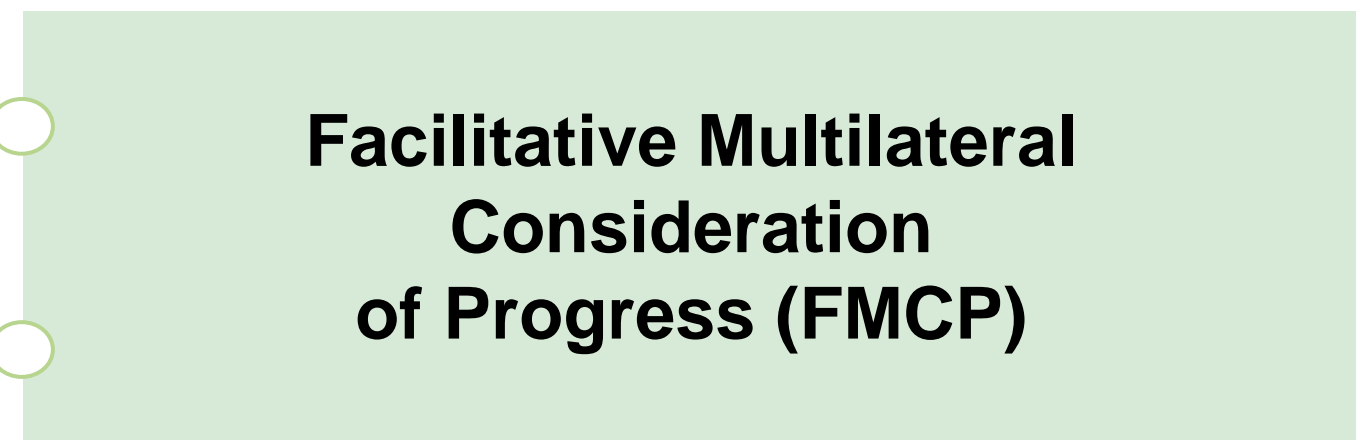 Facilitative Multilateral
Consideration
of Progress (FMCP)